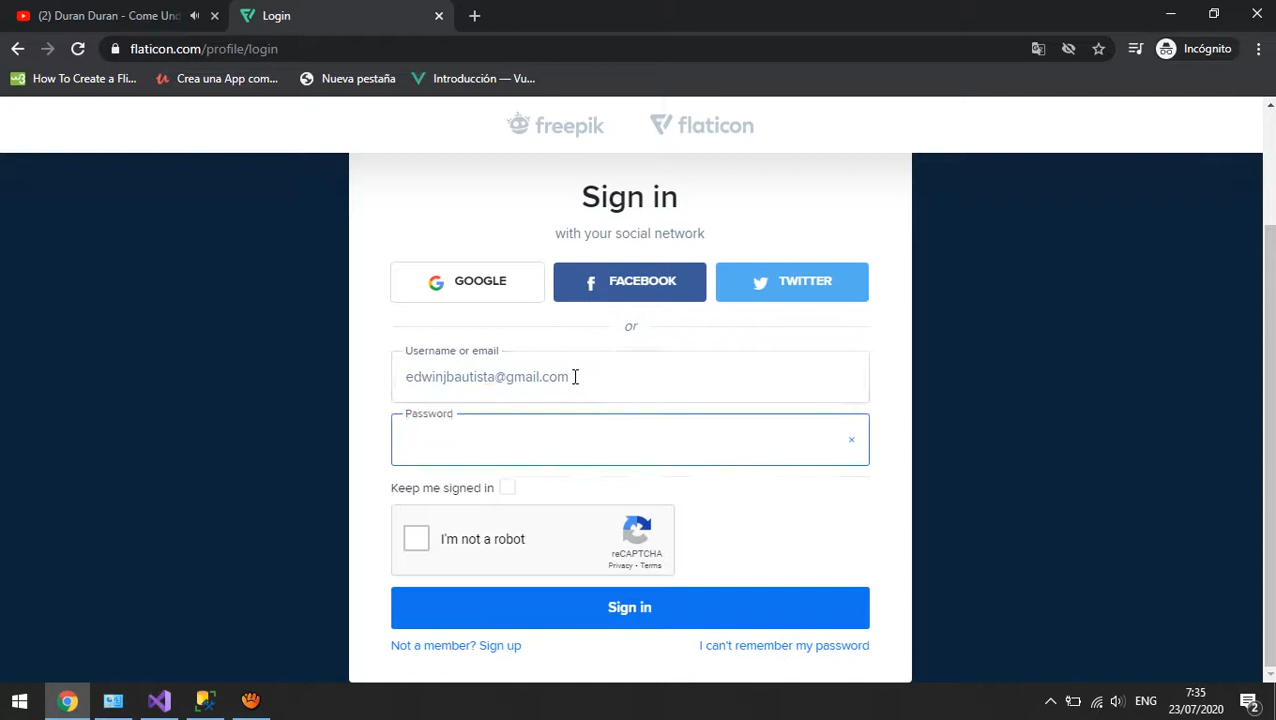 (2) Duran Duran - Come Und
Login
flaticon.com/profile/login
Incógnito
How To Create a Fli...
Crea una App com...
Nueva pestaña
Introducción — Vu...
freepik
flaticon
Sign in
with your social network
GOOGLE
FACEBOOK
TWITTER
or
Username or email
edwinjbautista@gmail.com
Password
Keep me signed in
I'm not a robot
reCAPTCHA
Privacy • Terms
Sign in
Not a member? Sign up
I can't remember my password
ENG
7:35
23/07/2020
2